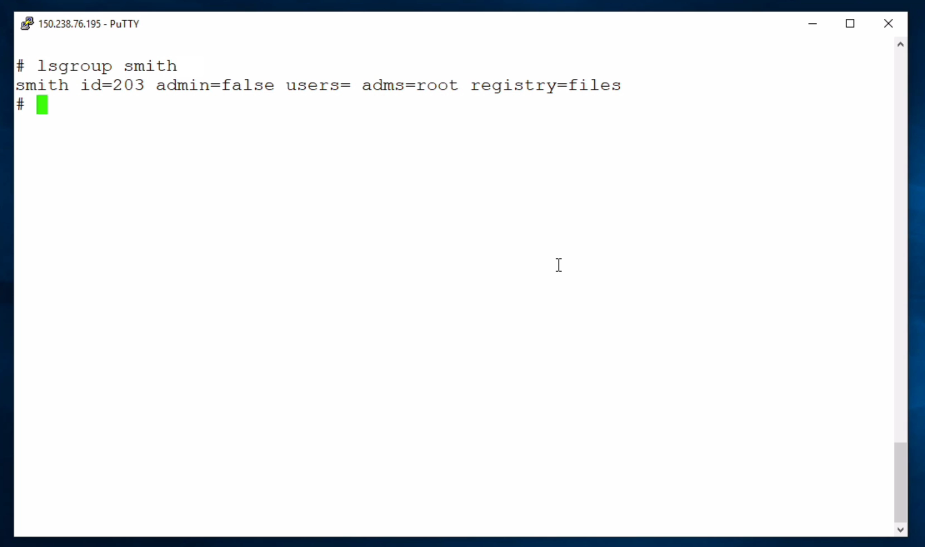 150.238.76.195 - PuTTY
# lsgroup smith
smith id=203 admin=false users= adms=root registry=files
#